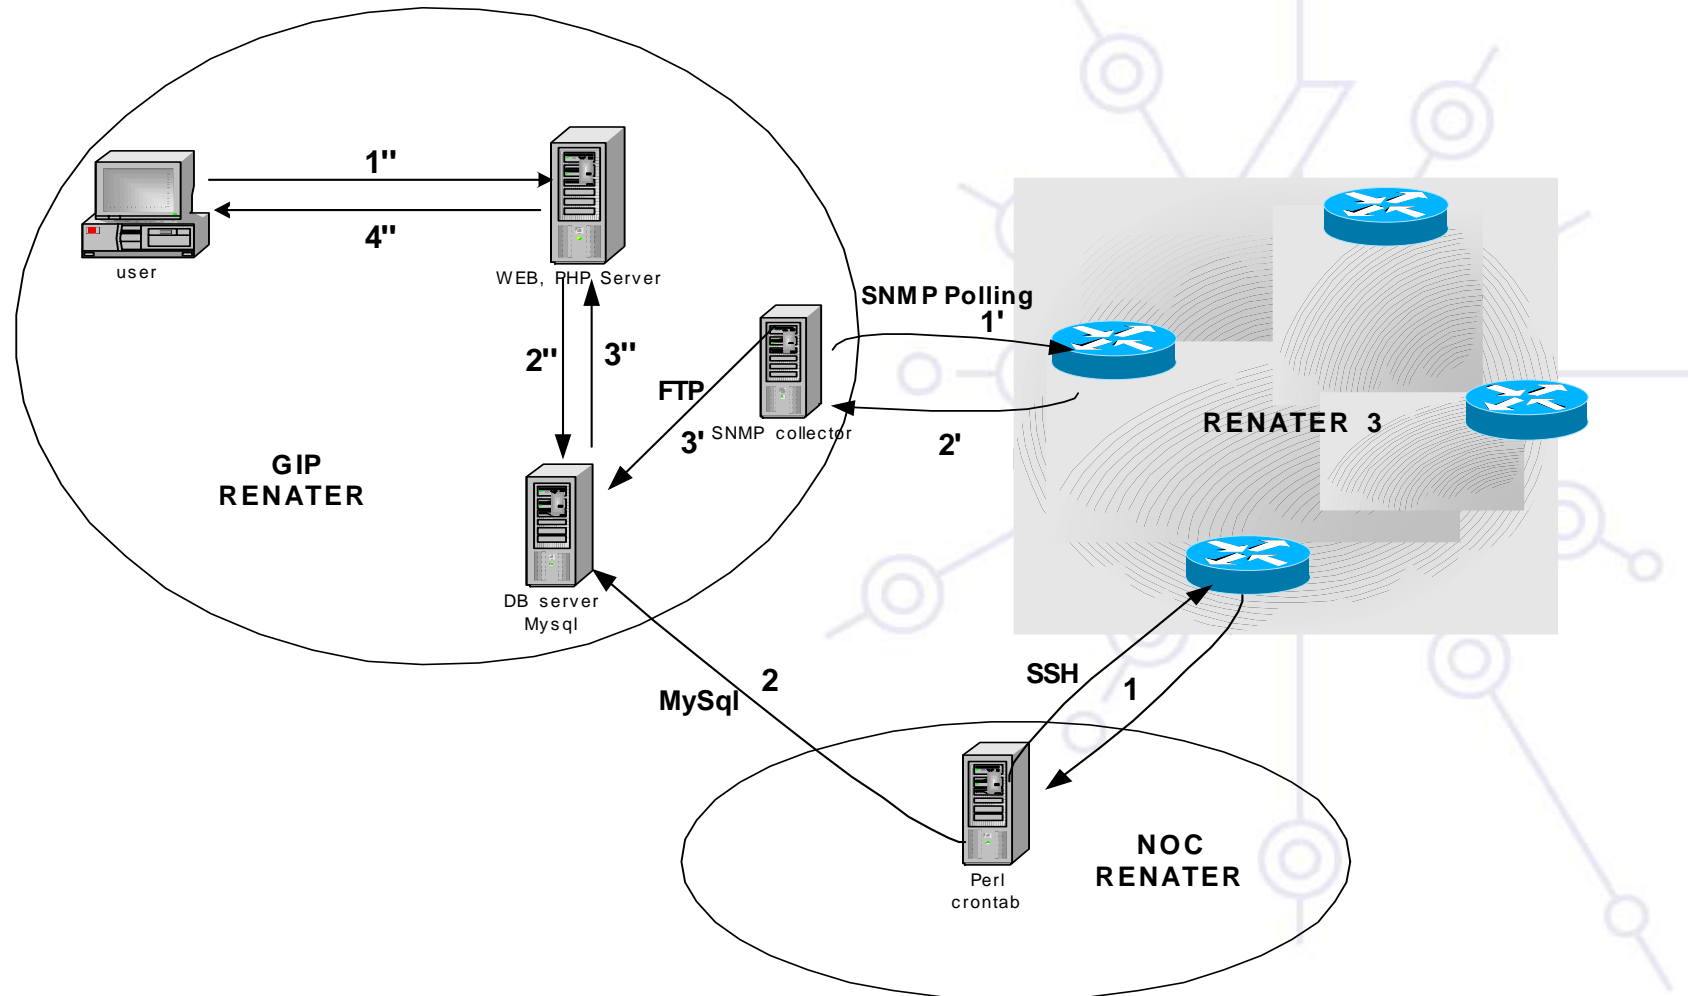 1"
4"
user
WEB, PHP Server
SNMP Polling
1'
2"
3"
FTP
3'
SNMP collector
2'
RENATER 3
GIP
RENATER
DB server
Mysql
SSH
1
2
MySql
NOC
RENATER
Perl
crontab